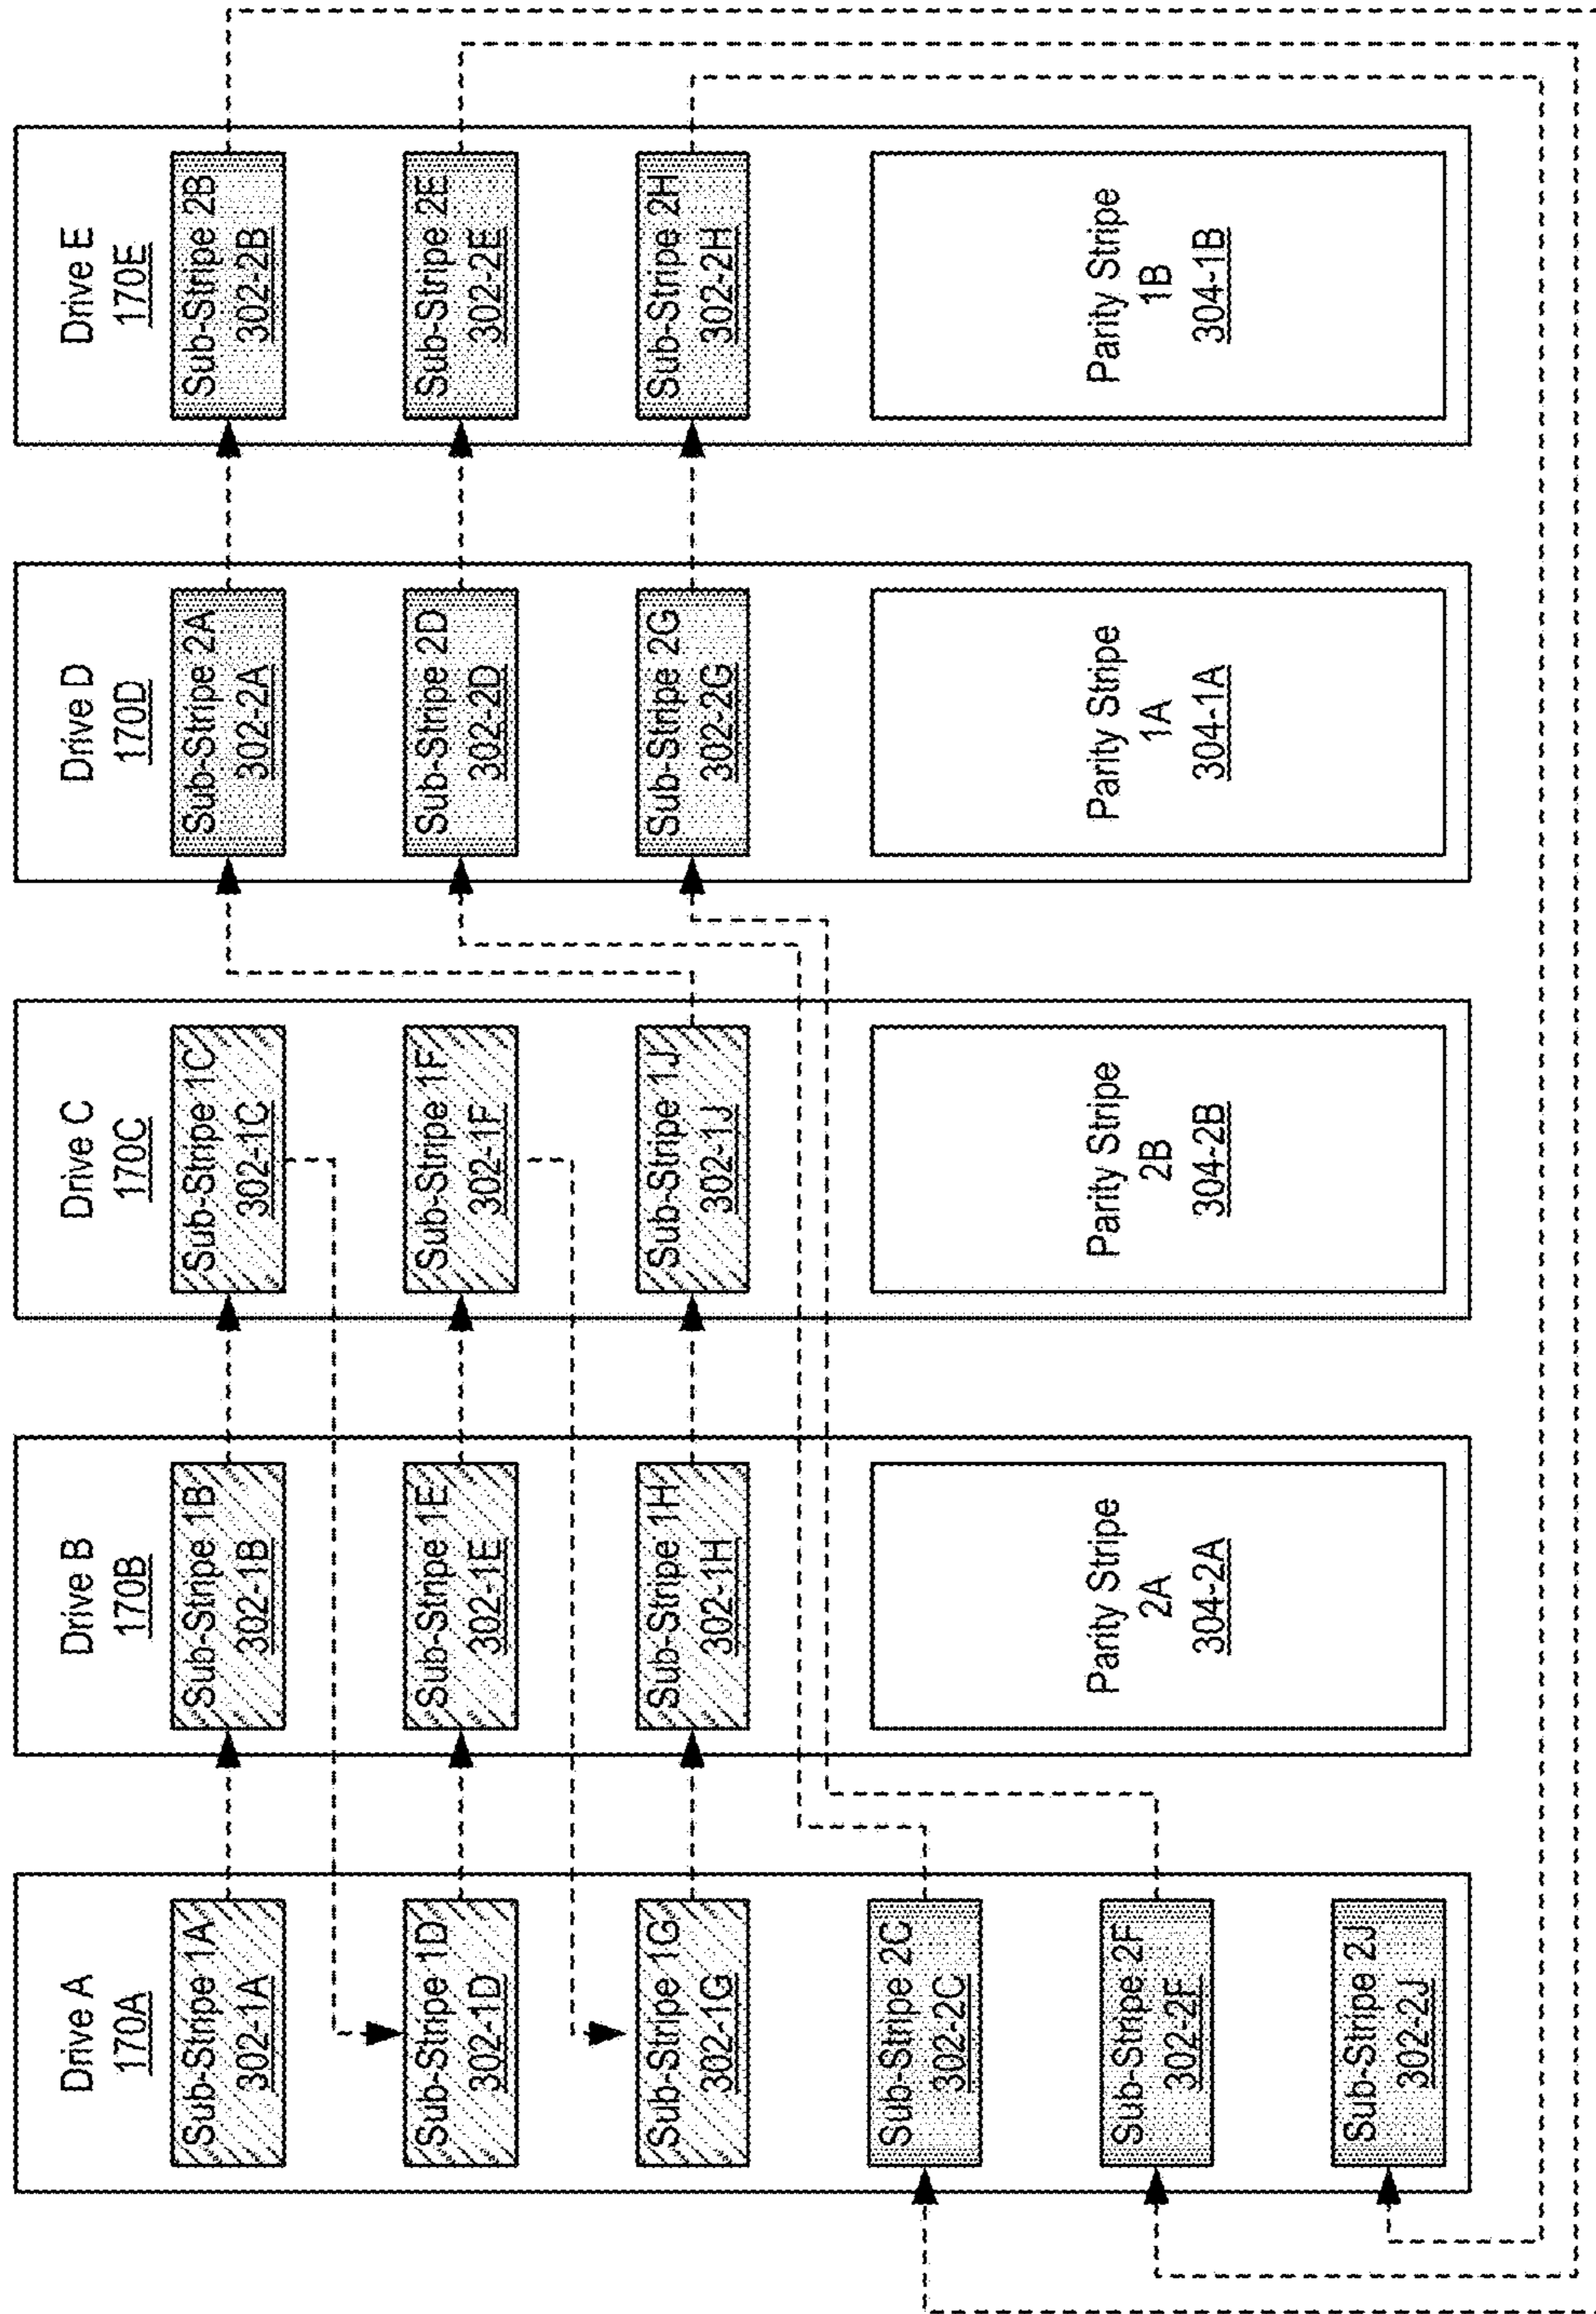 Drive A
170A
Sub-Stripe 1A
302-1A
Sub-Stripe 1D
302-1D
Sub-Stripe 1G
302-1G
Sub-Stripe 2C
302-2C
Sub-Stripe 2F
302-2F
Sub-Stripe 2J
302-2J
Drive B
170B
Sub-Stripe 1B
302-1B
Sub-Stripe 1E
302-1E
Sub-Stripe 1H
302-1H
Parity Stripe
2A
304-2A
Drive C
170C
Sub-Stripe 1C
302-1C
Sub-Stripe 1F
302-1F
Sub-Stripe 1J
302-1J
Parity Stripe
2B
304-2B
Drive D
170D
Sub-Stripe 2A
302-2A
Sub-Stripe 2D
302-2D
Sub-Stripe 2G
302-2G
Parity Stripe
1A
304-1A
Drive E
170E
Sub-Stripe 2B
302-2B
Sub-Stripe 2E
302-2E
Sub-Stripe 2H
302-2H
Parity Stripe
1B
304-1B